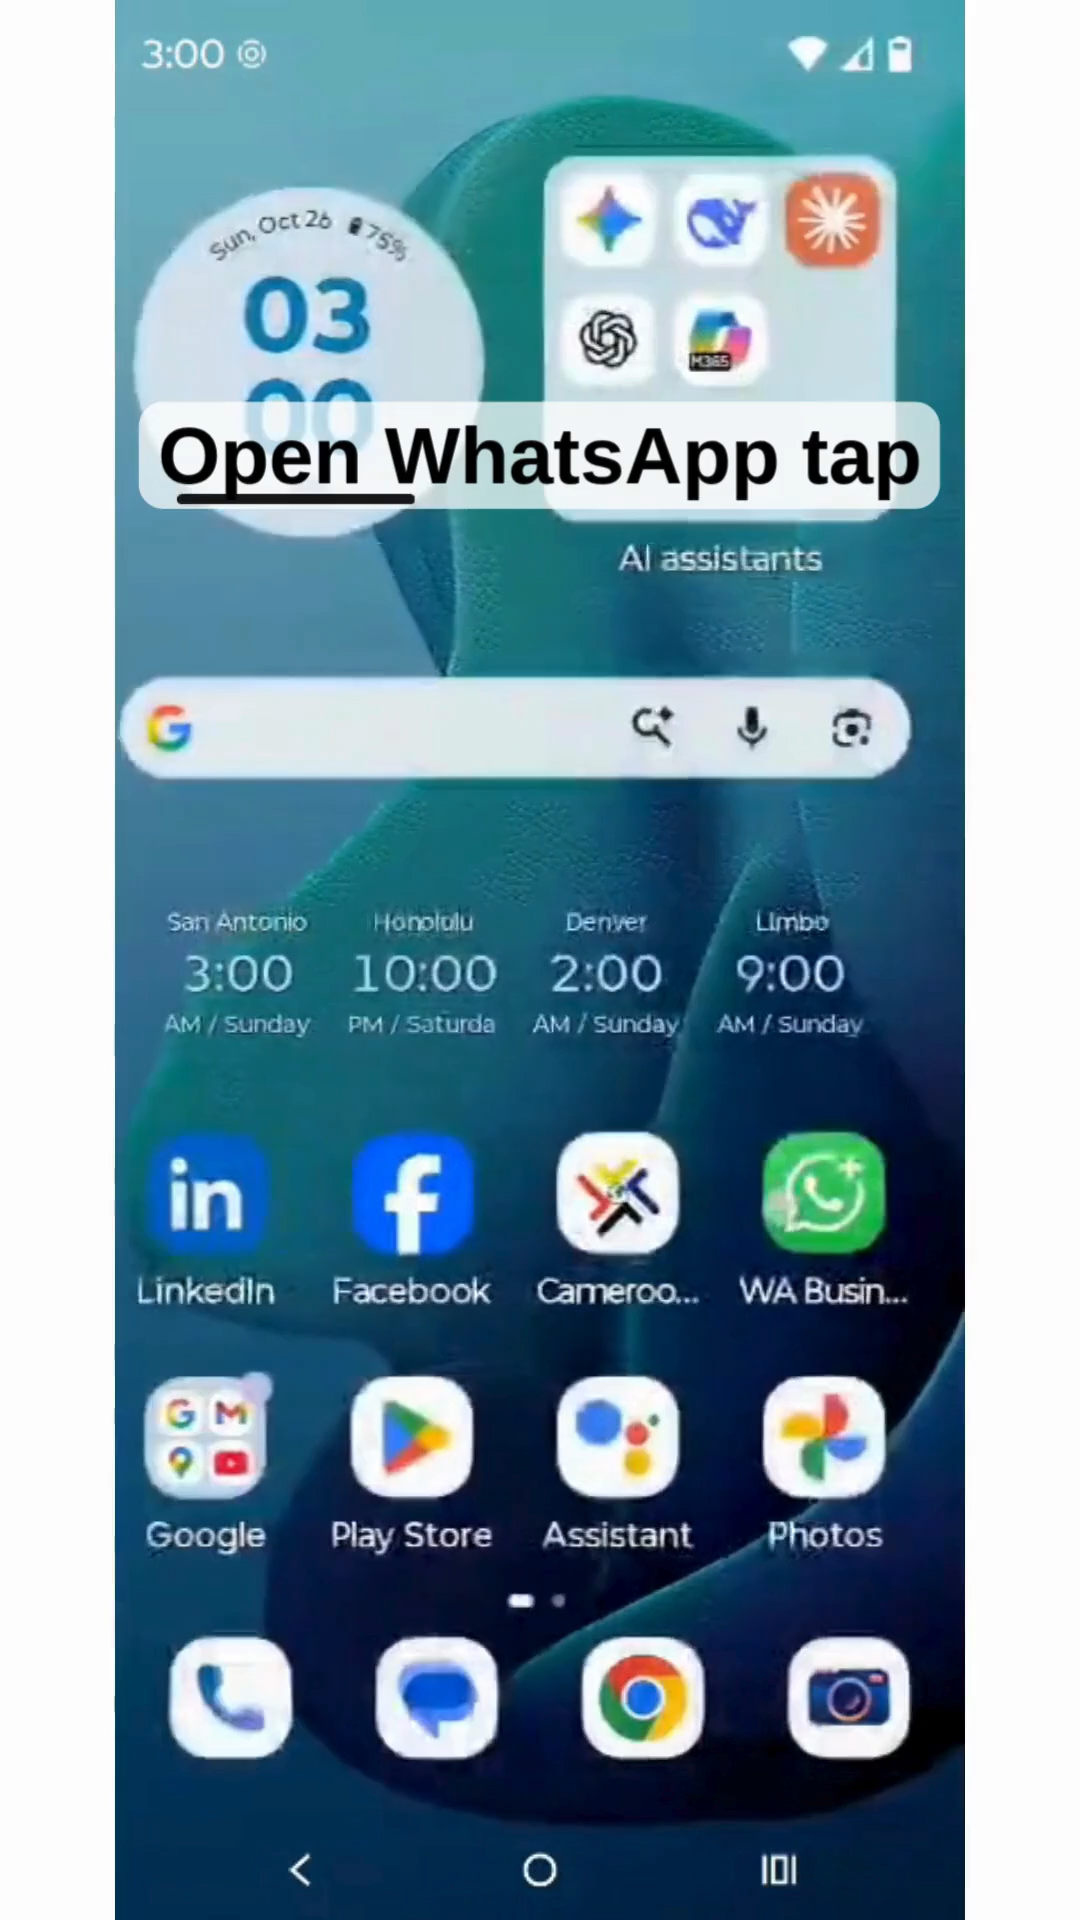 3:00
Sun, Oct 26 75%
03
00
M365
Open WhatsApp tap
AI assistants
San Antonio Honolulu Denver Limbo
3:00 10:00 2:00 9:00
AM / Sunday PM / Saturda AM / Sunday AM / Sunday
LinkedIn Facebook Cameroo... WA Busin...
Google Play Store Assistant Photos